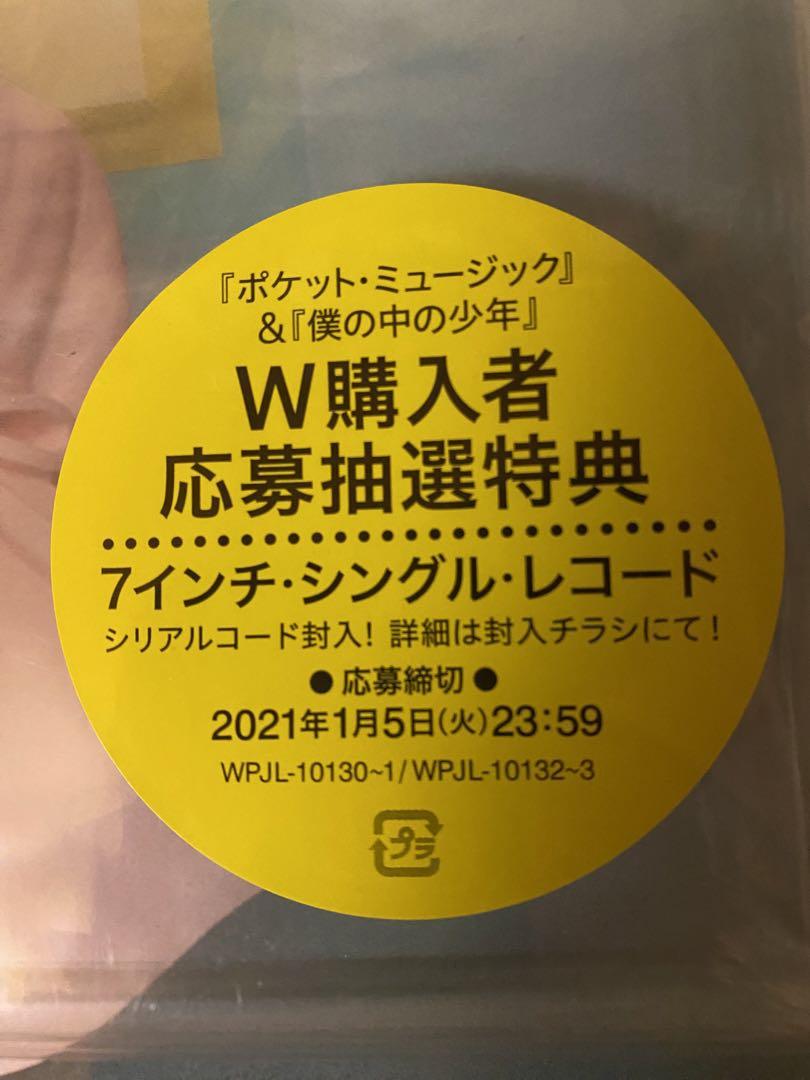 『ポケット・ミュージック』
&『僕の中の少年』
W購入者
応募抽選特典
7インチ・シングル・レコード
シリアルコード封入! 詳細は封入チラシにて!
●応募締切●
2021年1月5日(火)23:59
WPJL-10130~1/WPJL-10132~3
プラ